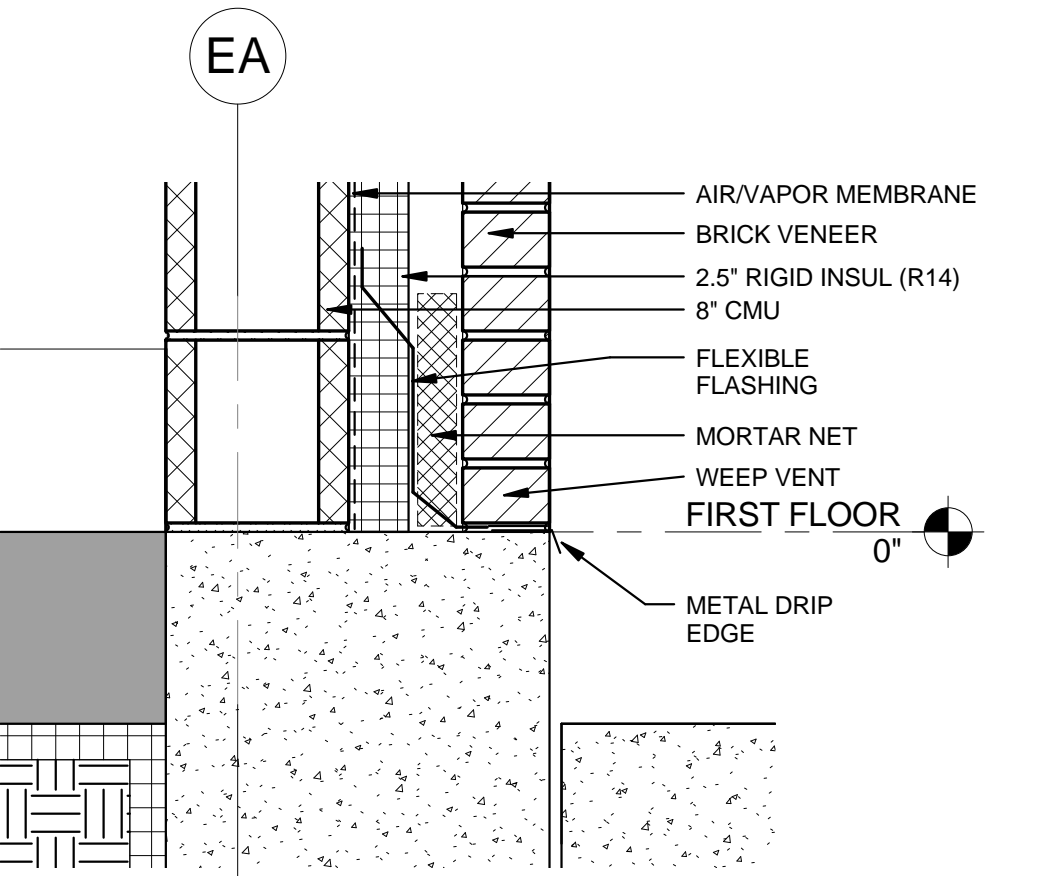 EA
AIR/VAPOR MEMBRANE
BRICK VENEER
2.5" RIGID INSUL (R14)
8" CMU
FLEXIBLE
FLASHING
MORTAR NET
WEEP VENT
FIRST FLOOR
0"
METAL DRIP
EDGE